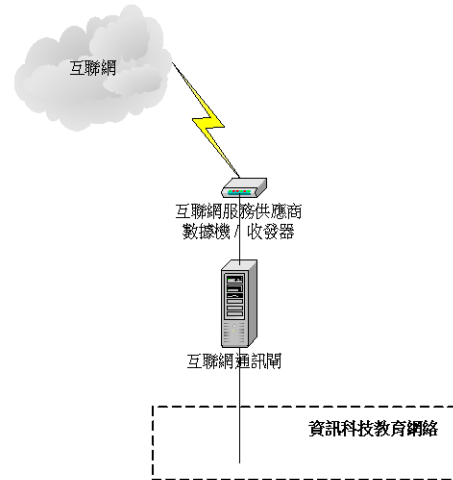 互聯網
互聯網服務供應商
數據機 / 收發器
互聯網通訊閘
資訊科技教育網絡